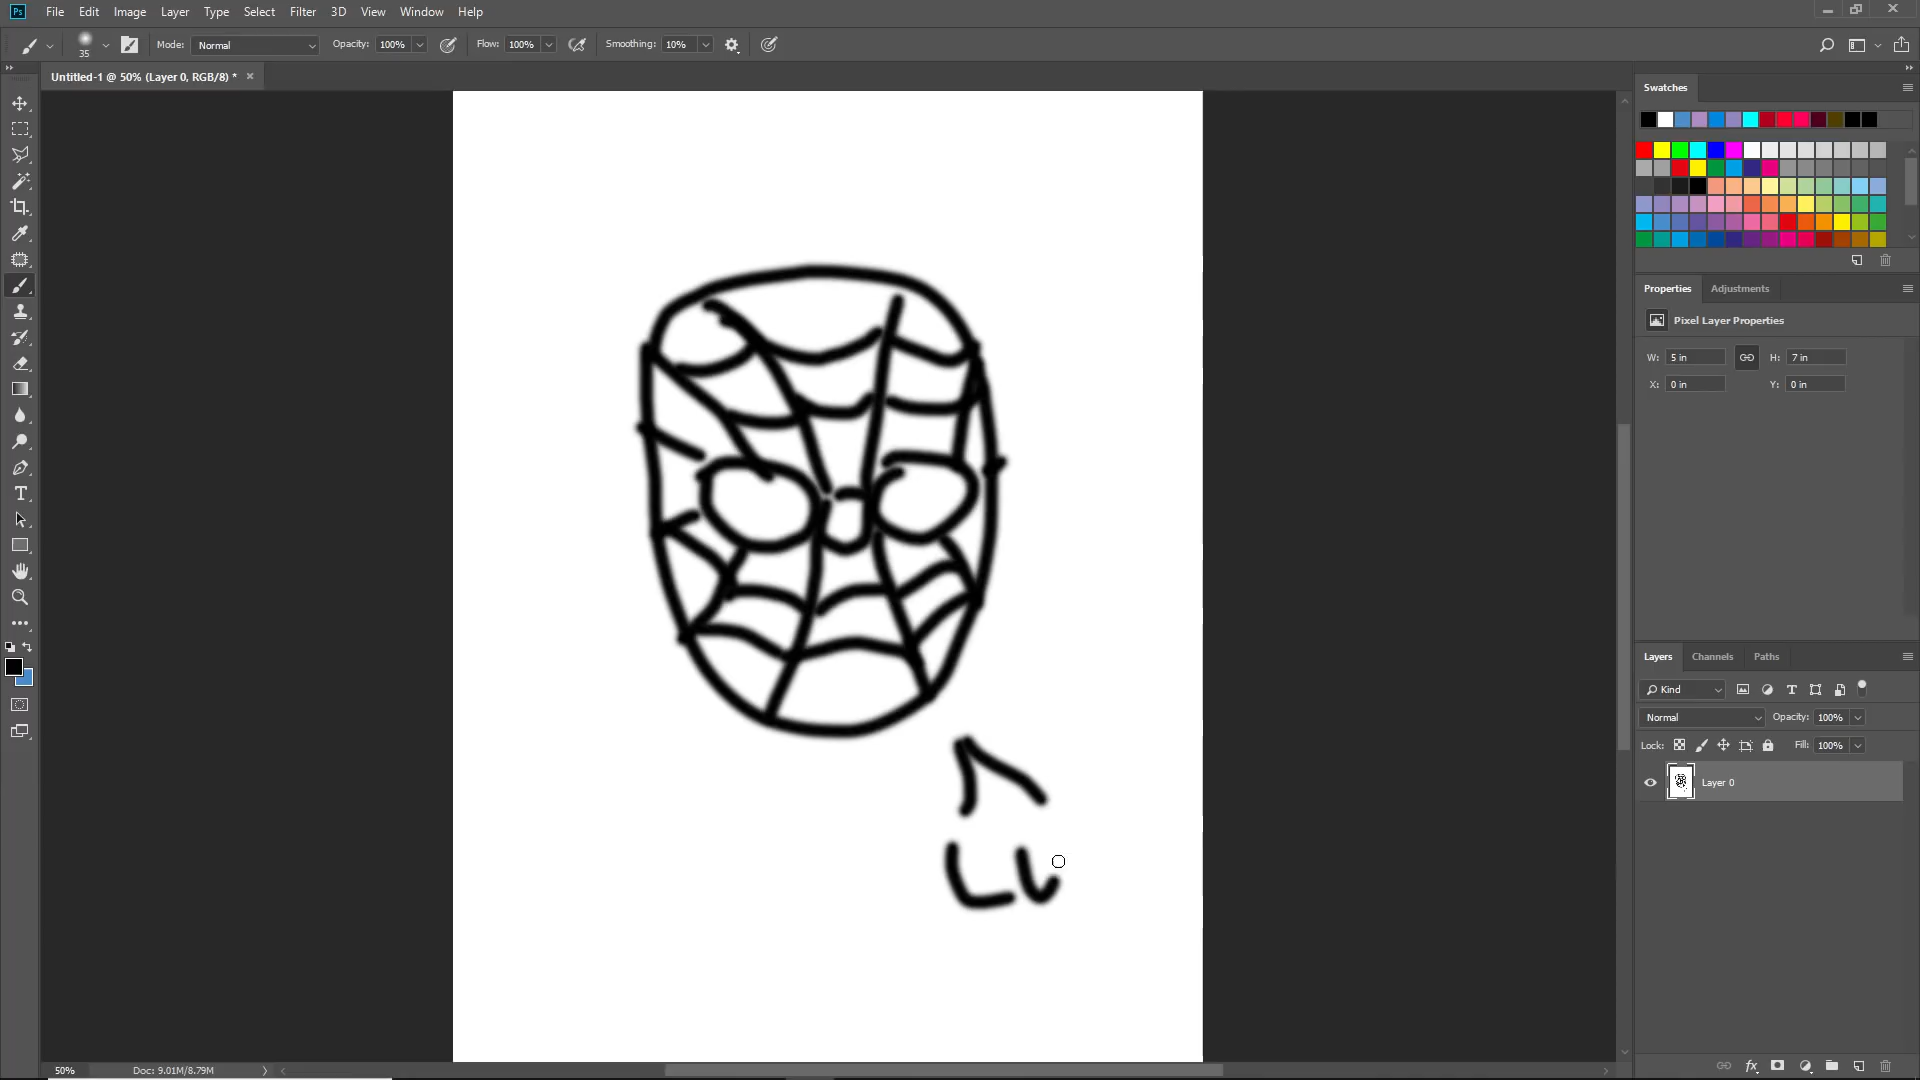 Ps File Edit Image Layer Type Select Filter 3D View Window Help
35 Mode: Normal Opacity: 100% Flow: 100% Smoothing: 10%
Untitled-1 @ 50% (Layer 0, RGB/8) *
Swatches
Properties Adjustments
Pixel Layer Properties
W: 5 in H: 7 in
X: 0 in Y: 0 in
Layers Channels Paths
Kind
Normal Opacity: 100%
Lock: Fill: 100%
Layer 0
50% Doc: 9.01M/8.79M